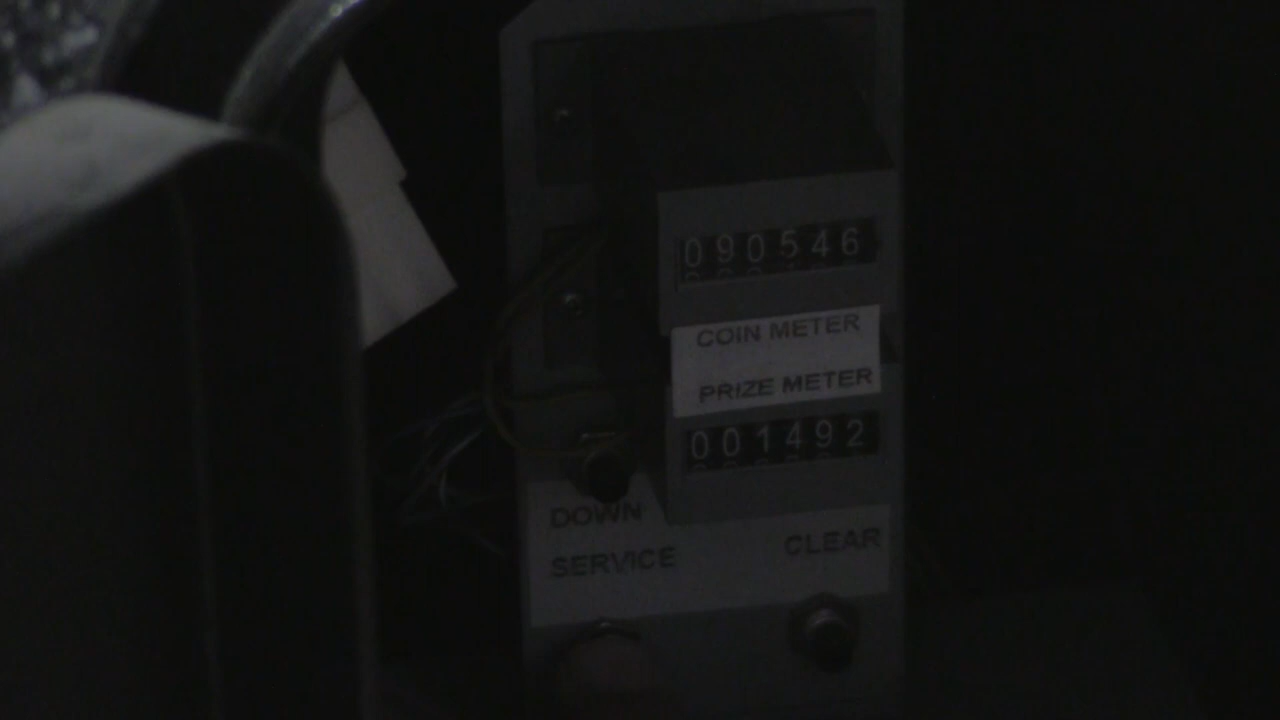 090546
COIN METER
PRIZE METER
001492
DOWN
SERVICE
CLEAR